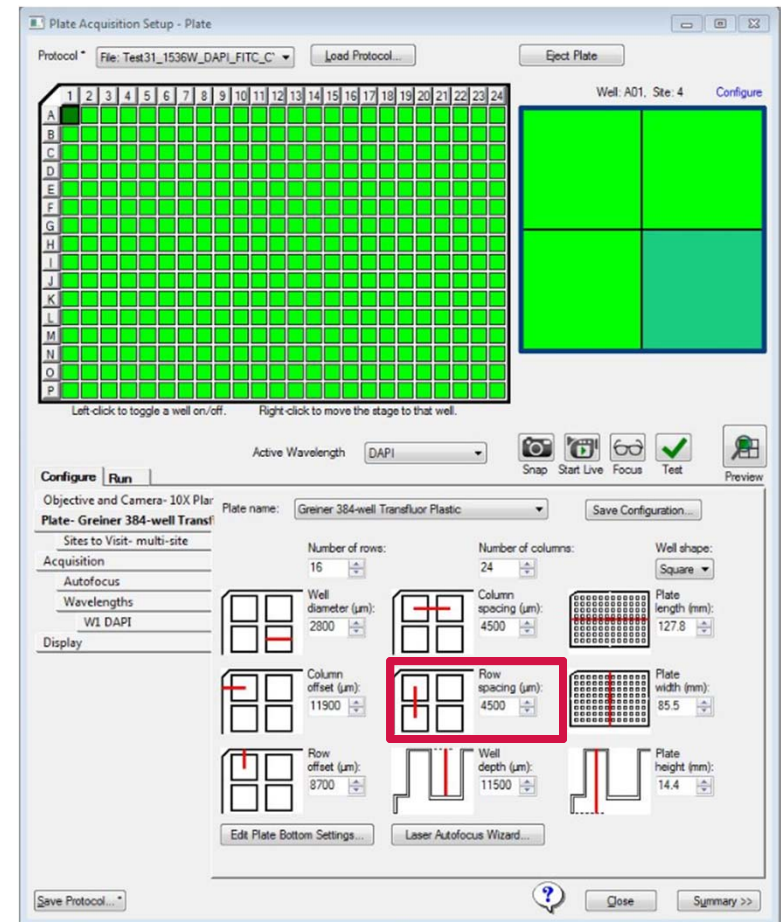 Plate Acquisition Setup - Plate
Protocol * File: Test31_1536W_DAPI_FITC_C' Load Protocol... Eject Plate
Well: A01, Site: 4 Configure
1 2 3 4 5 6 7 8 9 10 11 12 13 14 15 16 17 18 19 20 21 22 23 24
A
B
C
D
E
F
G
H
I
J
K
L
M
N
O
P
Left-click to toggle a well on/off. Right-click to move the stage to that well.
Active Wavelength DAPI
Snap Start Live Focus Test Preview
Configure Run
Objective and Camera- 10X Plan
Plate- Greiner 384-well Transf
Sites to Visit- multi-site
Acquisition
Autofocus
Wavelengths
W1 DAPI
Display
Plate name: Greiner 384-well Transfluor Plastic Save Configuration...
Number of rows: Number of columns: Well shape:
16 24 Square
Well diameter (µm):
2800
Column spacing (µm):
4500
Plate length (mm):
127.8
Column offset (µm):
11900
Row spacing (µm):
4500
Plate width (mm):
85.5
Row offset (µm):
8700
Well depth (µm):
11500
Plate height (mm):
14.4
Edit Plate Bottom Settings... Laser Autofocus Wizard...
Save Protocol... * ? Close Summary >>